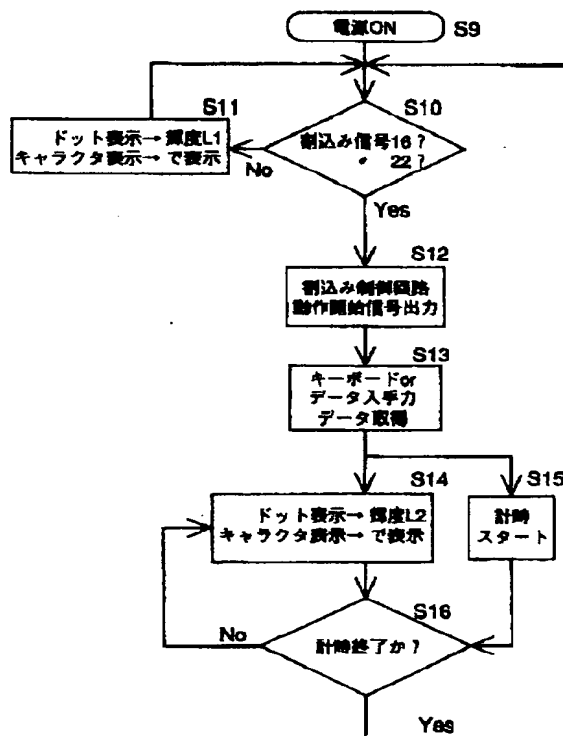 電源ON
S9
S11
S10
ドット表示→ 輝度L1
キャラクタ表示→ で表示
割込み信号16?
〃 22?
No
Yes
S12
割込み制御回路
動作開始信号出力
S13
キーボードor
データ入手力
データ取得
S14
S15
ドット表示→ 輝度L2
キャラクタ表示→ で表示
計時
スタート
S16
No
計時終了か?
Yes